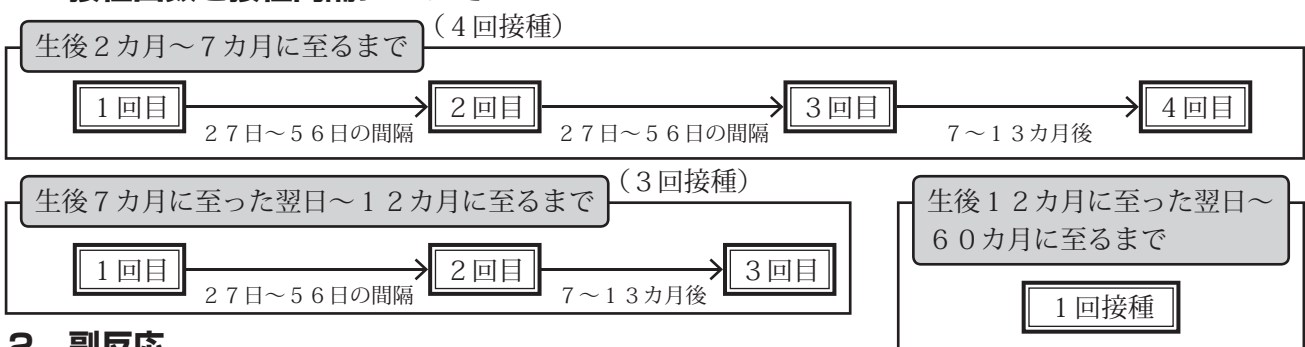 生後２カ月～７カ月に至るまで
（４回接種）
１回目
２７日～５６日の間隔
２回目
２７日～５６日の間隔
３回目
７～１３カ月後
４回目
生後７カ月に至った翌日～１２カ月に至るまで
（３回接種）
１回目
２７日～５６日の間隔
２回目
７～１３カ月後
３回目
生後１２カ月に至った翌日～
６０カ月に至るまで
１回接種